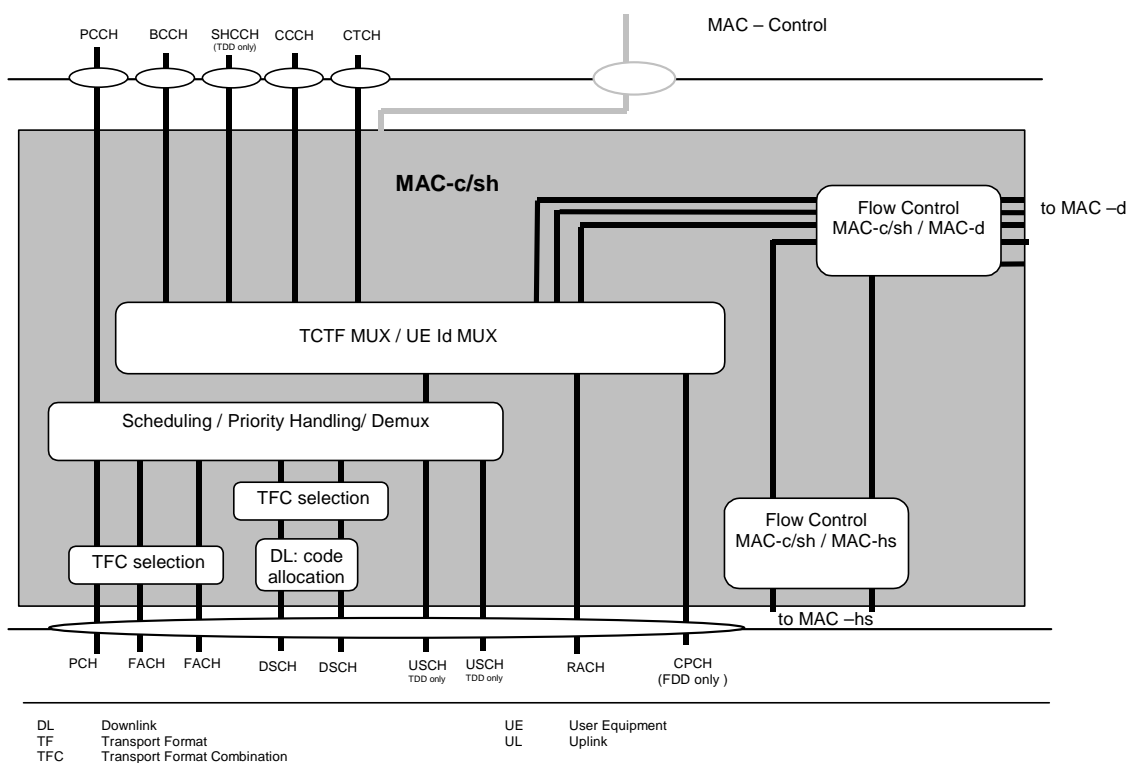 MAC – Control
PCCH BCCH SHCCH CCCH CTCH
(TDD only)
MAC-c/sh
Flow Control
MAC-c/sh / MAC-d
to MAC –d
TCTF MUX / UE Id MUX
Scheduling / Priority Handling/ Demux
TFC selection
Flow Control
MAC-c/sh / MAC-hs
TFC selection
DL: code
allocation
to MAC –hs
PCH FACH FACH DSCH DSCH USCH USCH RACH CPCH
TDD only TDD only (FDD only )
DL Downlink UE User Equipment
TF Transport Format UL Uplink
TFC Transport Format Combination